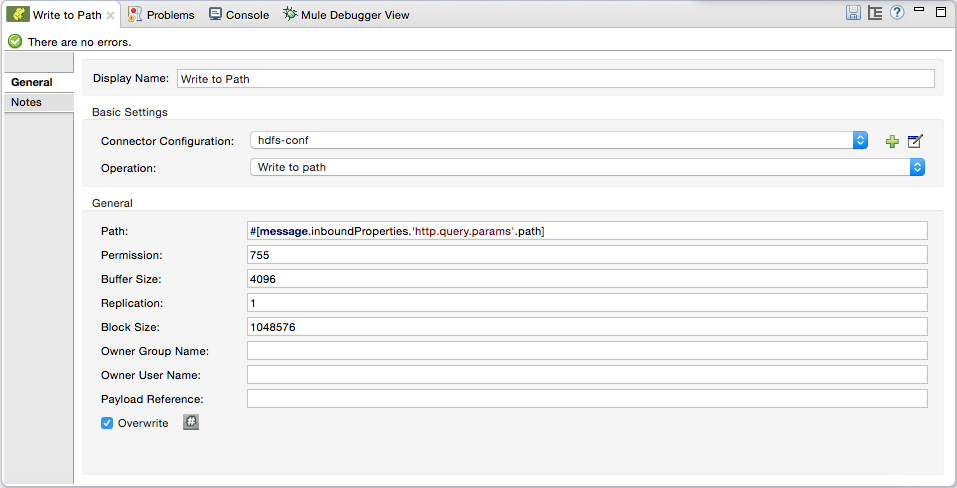 Write to Path Problems Console Mule Debugger View
There are no errors.
General
Notes
Display Name: Write to Path
Basic Settings
Connector Configuration: hdfs-conf
Operation: Write to path
General
Path: #[message.inboundProperties.'http.query.params'.path]
Permission: 755
Buffer Size: 4096
Replication: 1
Block Size: 1048576
Owner Group Name:
Owner User Name:
Payload Reference:
Overwrite #